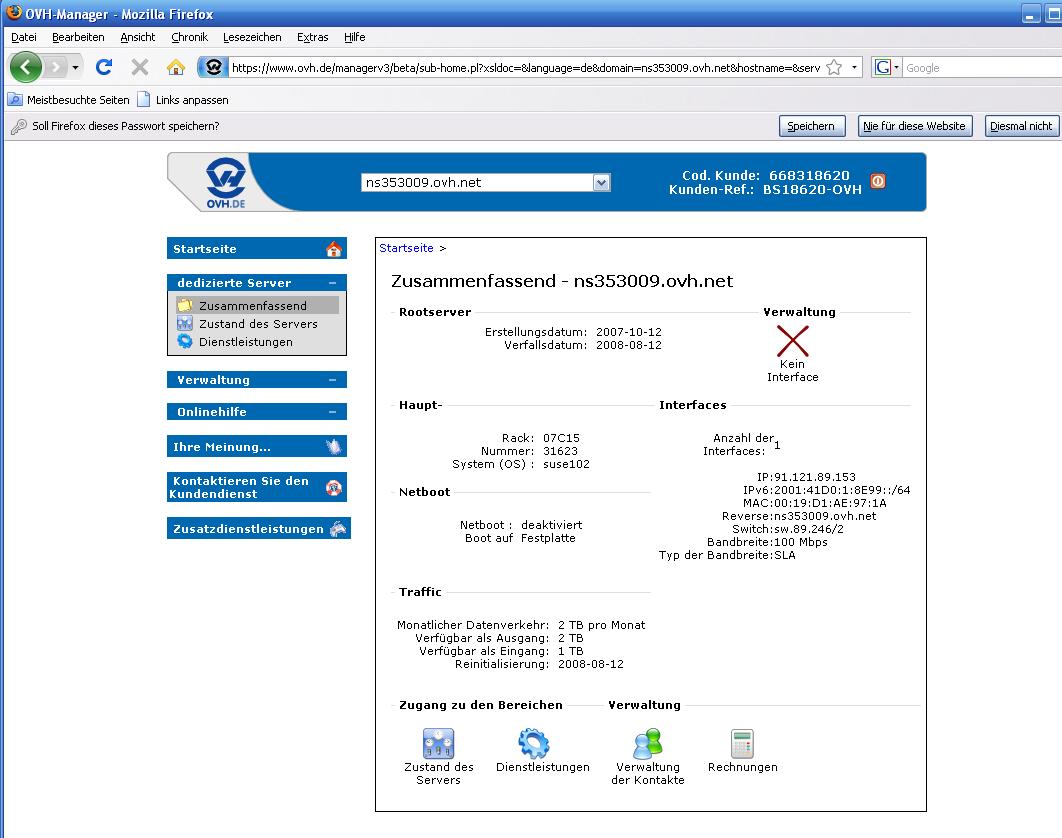 OVH-Manager - Mozilla Firefox
Datei Bearbeiten Ansicht Chronik Lesezeichen Extras Hilfe
https://www.ovh.de/managerv3/beta/sub-home.pl?xsldoc=&language=de&domain=ns353009.ovh.net&hostname=&serv
G Google
Meistbesuchte Seiten Links anpassen
Soll Firefox dieses Passwort speichern? Speichern Nie für diese Website Diesmal nicht
OVH.DE
ns353009.ovh.net
Cod. Kunde: 668318620
Kunden-Ref.: BS18620-OVH
Startseite
dedizierte Server
Zusammenfassend
Zustand des Servers
Dienstleistungen
Verwaltung
Onlinehilfe
Ihre Meinung...
Kontaktieren Sie den
Kundendienst
Zusatzdienstleistungen
Startseite >
Zusammenfassend - ns353009.ovh.net
Rootserver
Erstellungsdatum: 2007-10-12
Verfallsdatum: 2008-08-12
Verwaltung
Kein
Interface
Haupt-
Rack: 07C15
Nummer: 31623
System (OS) : suse102
Netboot
Netboot : deaktiviert
Boot auf Festplatte
Interfaces
Anzahl der
Interfaces: 1
IP:91.121.89.153
IPv6:2001:41D0:1:8E99::/64
MAC:00:19:D1:AE:97:1A
Reverse:ns353009.ovh.net
Switch:sw.89.246/2
Bandbreite:100 Mbps
Typ der Bandbreite:SLA
Traffic
Monatlicher Datenverkehr: 2 TB pro Monat
Verfügbar als Ausgang: 2 TB
Verfügbar als Eingang: 1 TB
Reinitialisierung: 2008-08-12
Zugang zu den Bereichen
Zustand des
Servers
Dienstleistungen
Verwaltung
Verwaltung
der Kontakte
Rechnungen